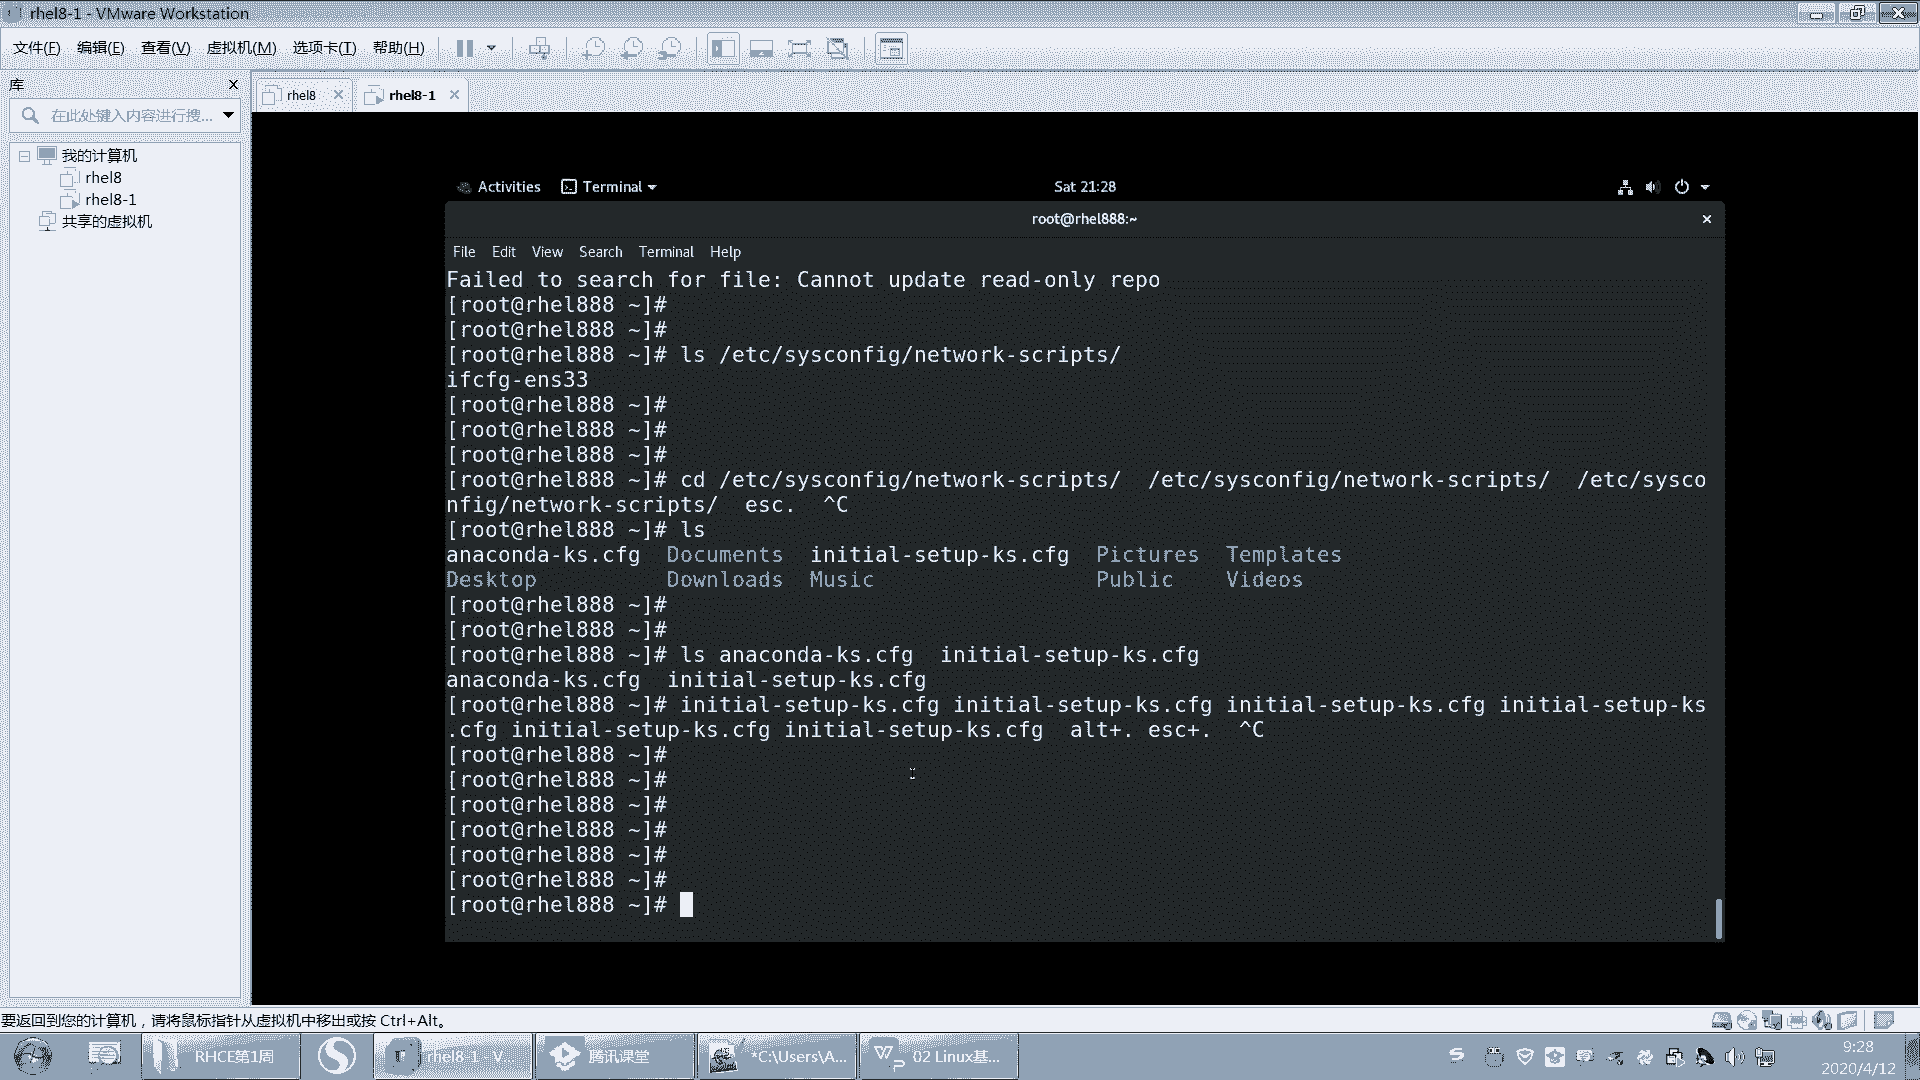 rhel8-1 - VMware Workstation
文件(F) 编辑(E) 查看(V) 虚拟机(M) 选项卡(T) 帮助(H)
库
在此处键入内容进行搜...
我的计算机
rhel8
rhel8-1
共享的虚拟机
rhel8 rhel8-1
Activities Terminal Sat 21:28
root@rhel888:~
File Edit View Search Terminal Help
Failed to search for file: Cannot update read-only repo
[root@rhel888 ~]#
[root@rhel888 ~]#
[root@rhel888 ~]# ls /etc/sysconfig/network-scripts/
ifcfg-ens33
[root@rhel888 ~]#
[root@rhel888 ~]#
[root@rhel888 ~]#
[root@rhel888 ~]# cd /etc/sysconfig/network-scripts/  /etc/sysconfig/network-scripts/  /etc/sysco
nfig/network-scripts/  esc.  ^C
[root@rhel888 ~]# ls
anaconda-ks.cfg  Documents  initial-setup-ks.cfg  Pictures  Templates
Desktop          Downloads  Music                 Public    Videos
[root@rhel888 ~]#
[root@rhel888 ~]#
[root@rhel888 ~]# ls anaconda-ks.cfg  initial-setup-ks.cfg
anaconda-ks.cfg  initial-setup-ks.cfg
[root@rhel888 ~]# initial-setup-ks.cfg initial-setup-ks.cfg initial-setup-ks.cfg initial-setup-ks
.cfg initial-setup-ks.cfg initial-setup-ks.cfg  alt+. esc+.  ^C
[root@rhel888 ~]#
[root@rhel888 ~]#
[root@rhel888 ~]#
[root@rhel888 ~]#
[root@rhel888 ~]#
[root@rhel888 ~]#
[root@rhel888 ~]#
要返回到您的计算机，请将鼠标指针从虚拟机中移出或按 Ctrl+Alt。
RHCE第1周 rhel8-1 - V... 腾讯课堂 *C:\Users\A... 02 Linux基...
9:28
2020/4/12